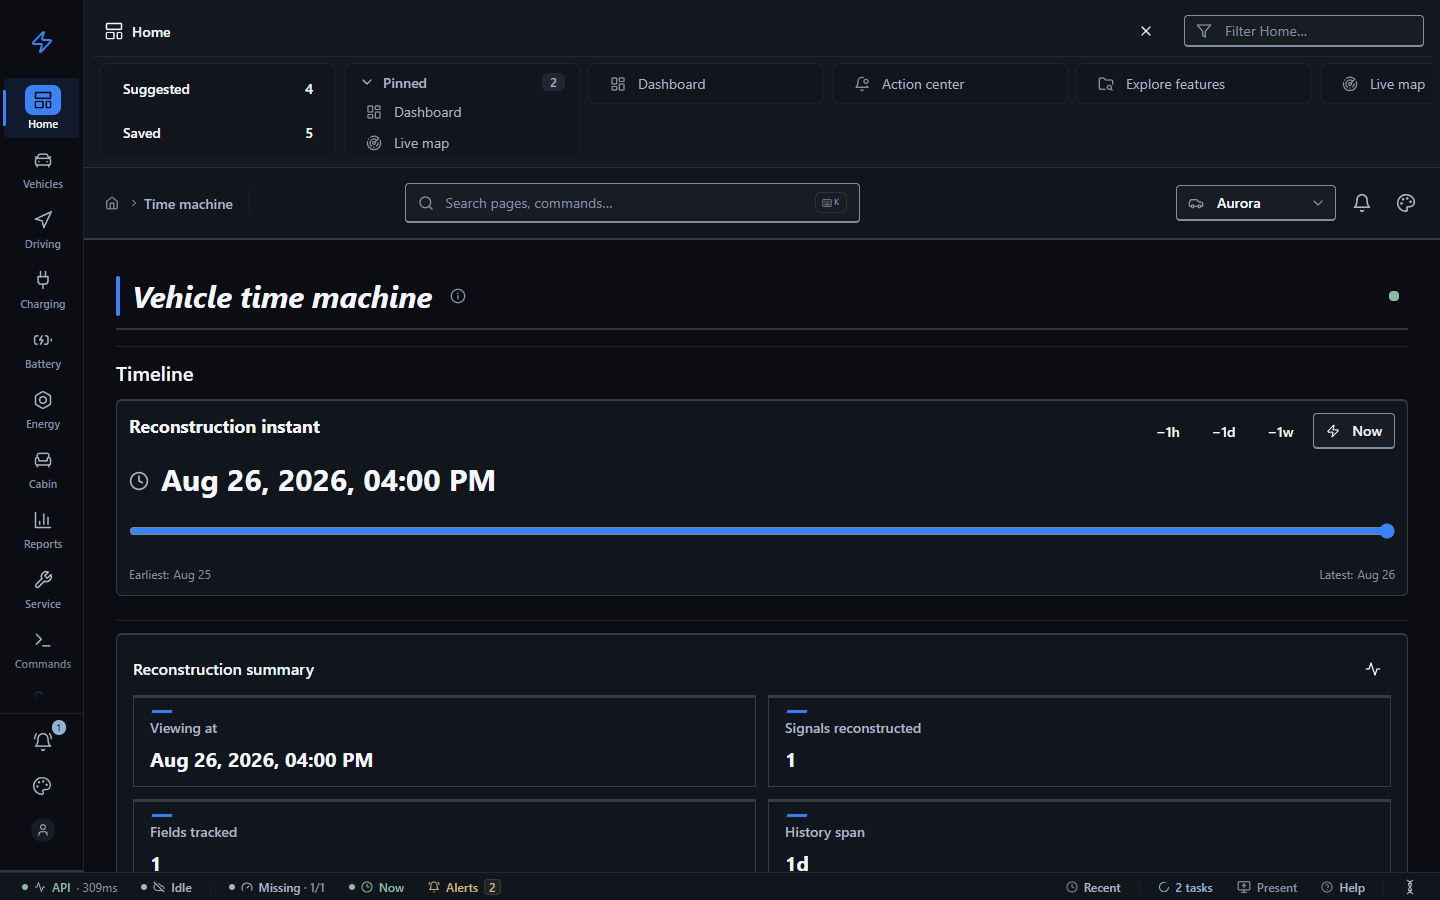 Home
Filter Home...
Suggested 4
Saved 5
Pinned 2
Dashboard
Live map
Dashboard
Action center
Explore features
Live map
Home
Vehicles
Driving
Charging
Battery
Energy
Cabin
Reports
Service
Commands
1
Time machine
Search pages, commands...
K
Aurora
Vehicle time machine
Timeline
Reconstruction instant
−1h
−1d
−1w
Now
Aug 26, 2026, 04:00 PM
Earliest: Aug 25
Latest: Aug 26
Reconstruction summary
Viewing at
Aug 26, 2026, 04:00 PM
Signals reconstructed
1
Fields tracked
1
History span
1d
API · 309ms
Idle
Missing · 1/1
Now
Alerts 2
Recent
2 tasks
Present
Help